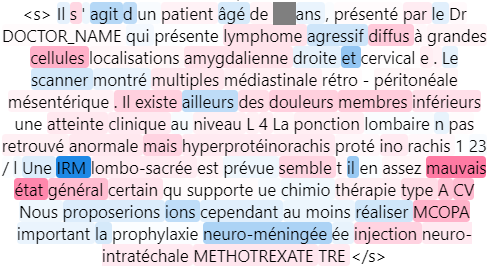 <s> Il s ' agit d un patient âgé de ans , présenté par le Dr
DOCTOR_NAME qui présente lymphome agressif diffus à grandes
cellules localisations amygdalienne droite et cervical e . Le
scanner montré multiples médiastinale rétro - péritonéale
mésentérique . Il existe ailleurs des douleurs membres inférieurs
une atteinte clinique au niveau L 4 La ponction lombaire n pas
retrouvé anormale mais hyperprotéinorachis proté ino rachis 1 23
/ l Une IRM lombo-sacrée est prévue semble t il en assez mauvais
état général certain qu supporte ue chimio thérapie type A CV
Nous proposerions ions cependant au moins réaliser MCOPA
important la prophylaxie neuro-méningée ée injection neuro-
intratéchale METHOTREXATE TRE </s>